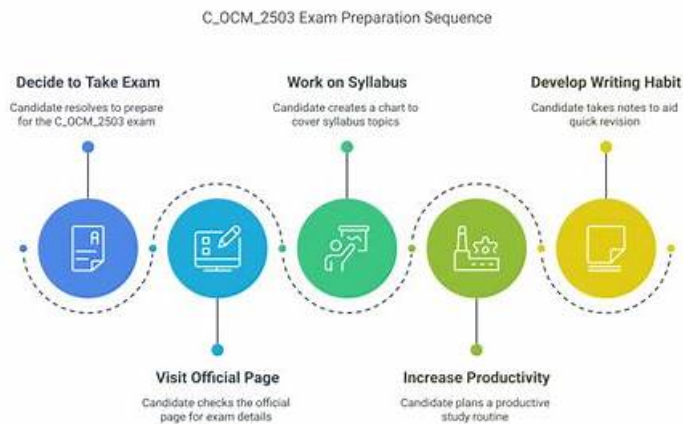 C_OCM_2503 Exam Preparation Sequence
Decide to Take Exam
Candidate resolves to prepare
for the C_OCM_2503 exam
Work on Syllabus
Candidate creates a chart to
cover syllabus topics
Develop Writing Habit
Candidate takes notes to aid
quick revision
A
Visit Official Page
Candidate checks the official
page for exam details
Increase Productivity
Candidate plans a productive
study routine